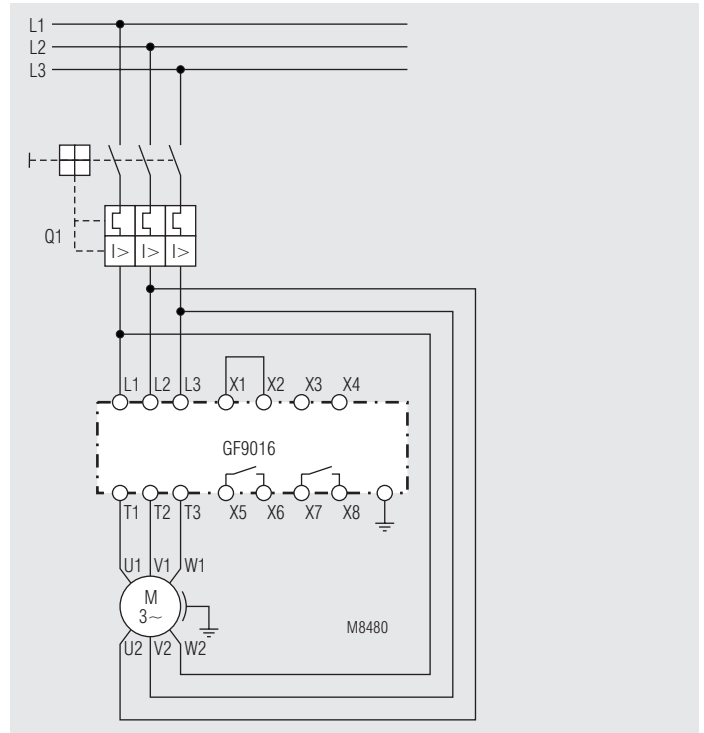 L1
L2
L3
Q1
I> I> I>
L1 L2 L3 X1 X2 X3 X4
GF9016
T1 T2 T3 X5 X6 X7 X8
U1 V1 W1
M
3~
M8480
U2 V2 W2